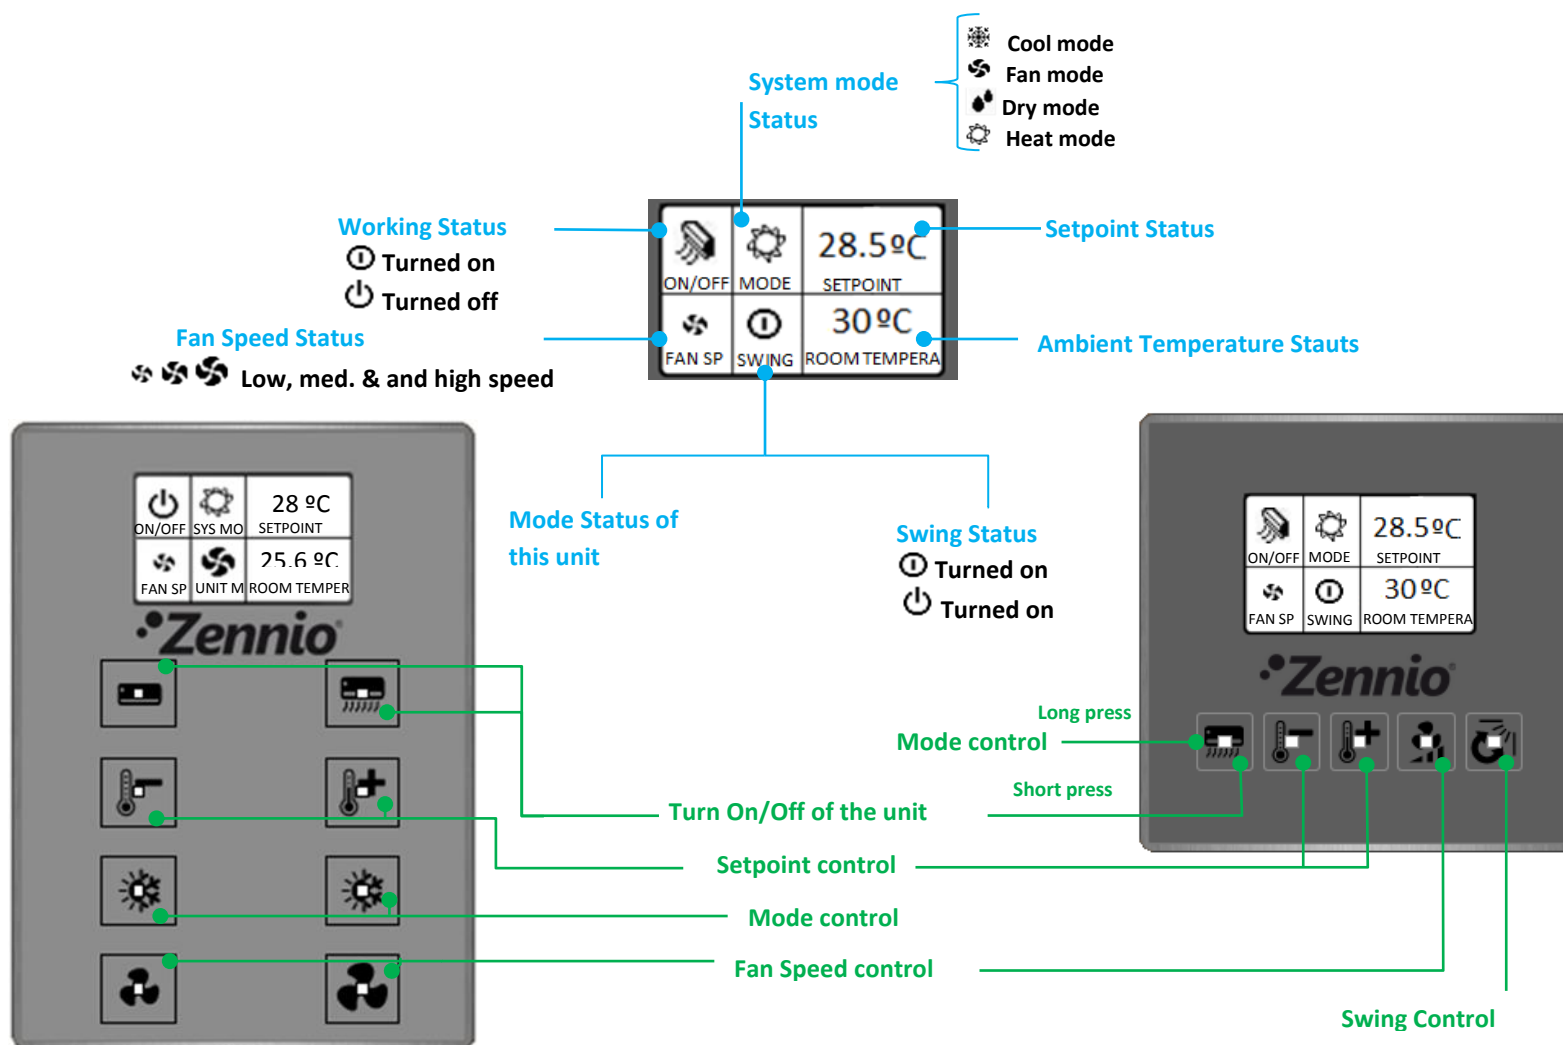 Cool mode
Fan mode
Dry mode
Heat mode
System mode
Status
Working Status
Turned on
Turned off
Fan Speed Status
Low, med. & and high speed
28.5ºC
ON/OFF MODE SETPOINT
30ºC
FAN SP SWING ROOM TEMPERA
Setpoint Status
Ambient Temperature Stauts
Mode Status of
this unit
Swing Status
Turned on
Turned on
28 ºC
ON/OFF SYS MO SETPOINT
25.6 ºC
FAN SP UNIT M ROOM TEMPER
Zennio
28.5ºC
ON/OFF MODE SETPOINT
30ºC
FAN SP SWING ROOM TEMPERA
Zennio
Long press
Mode control
Short press
Turn On/Off of the unit
Setpoint control
Mode control
Fan Speed control
Swing Control